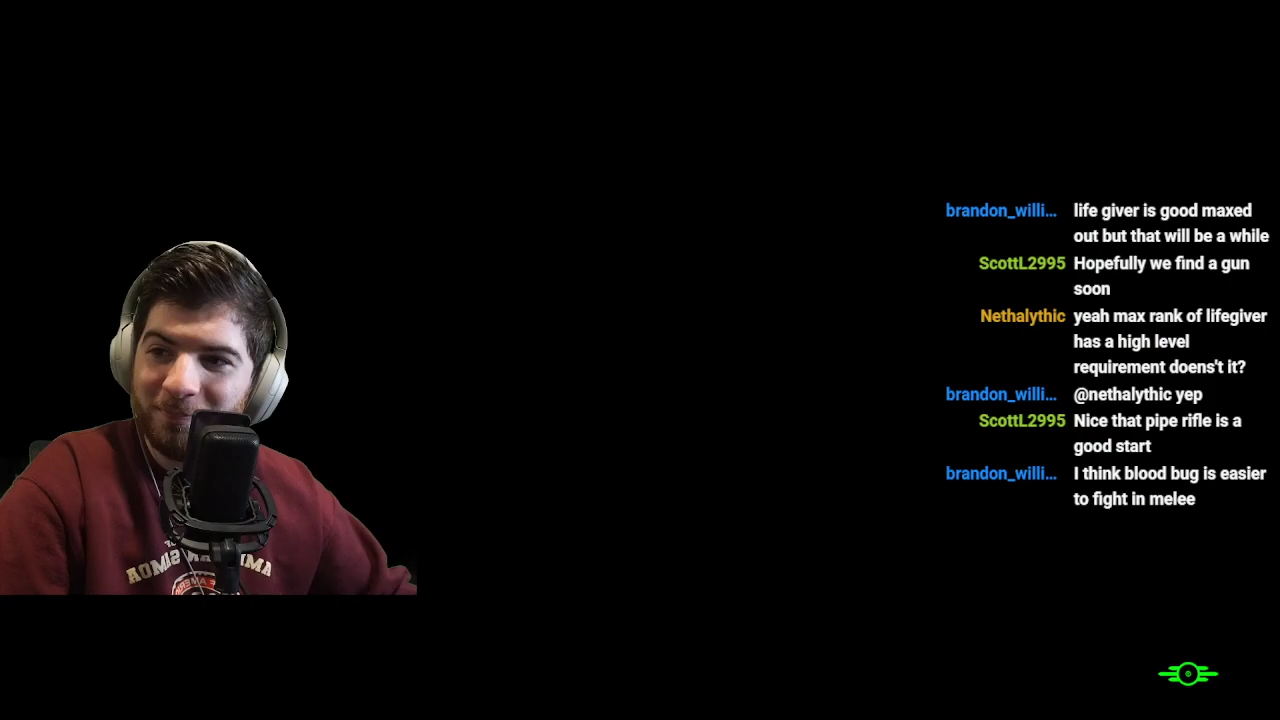 brandon_willi... life giver is good maxed
out but that will be a while
ScottL2995 Hopefully we find a gun
soon
Nethalythic yeah max rank of lifegiver
has a high level
requirement doens't it?
brandon_willi... @nethalythic yep
ScottL2995 Nice that pipe rifle is a
good start
brandon_willi... I think blood bug is easier
to fight in melee